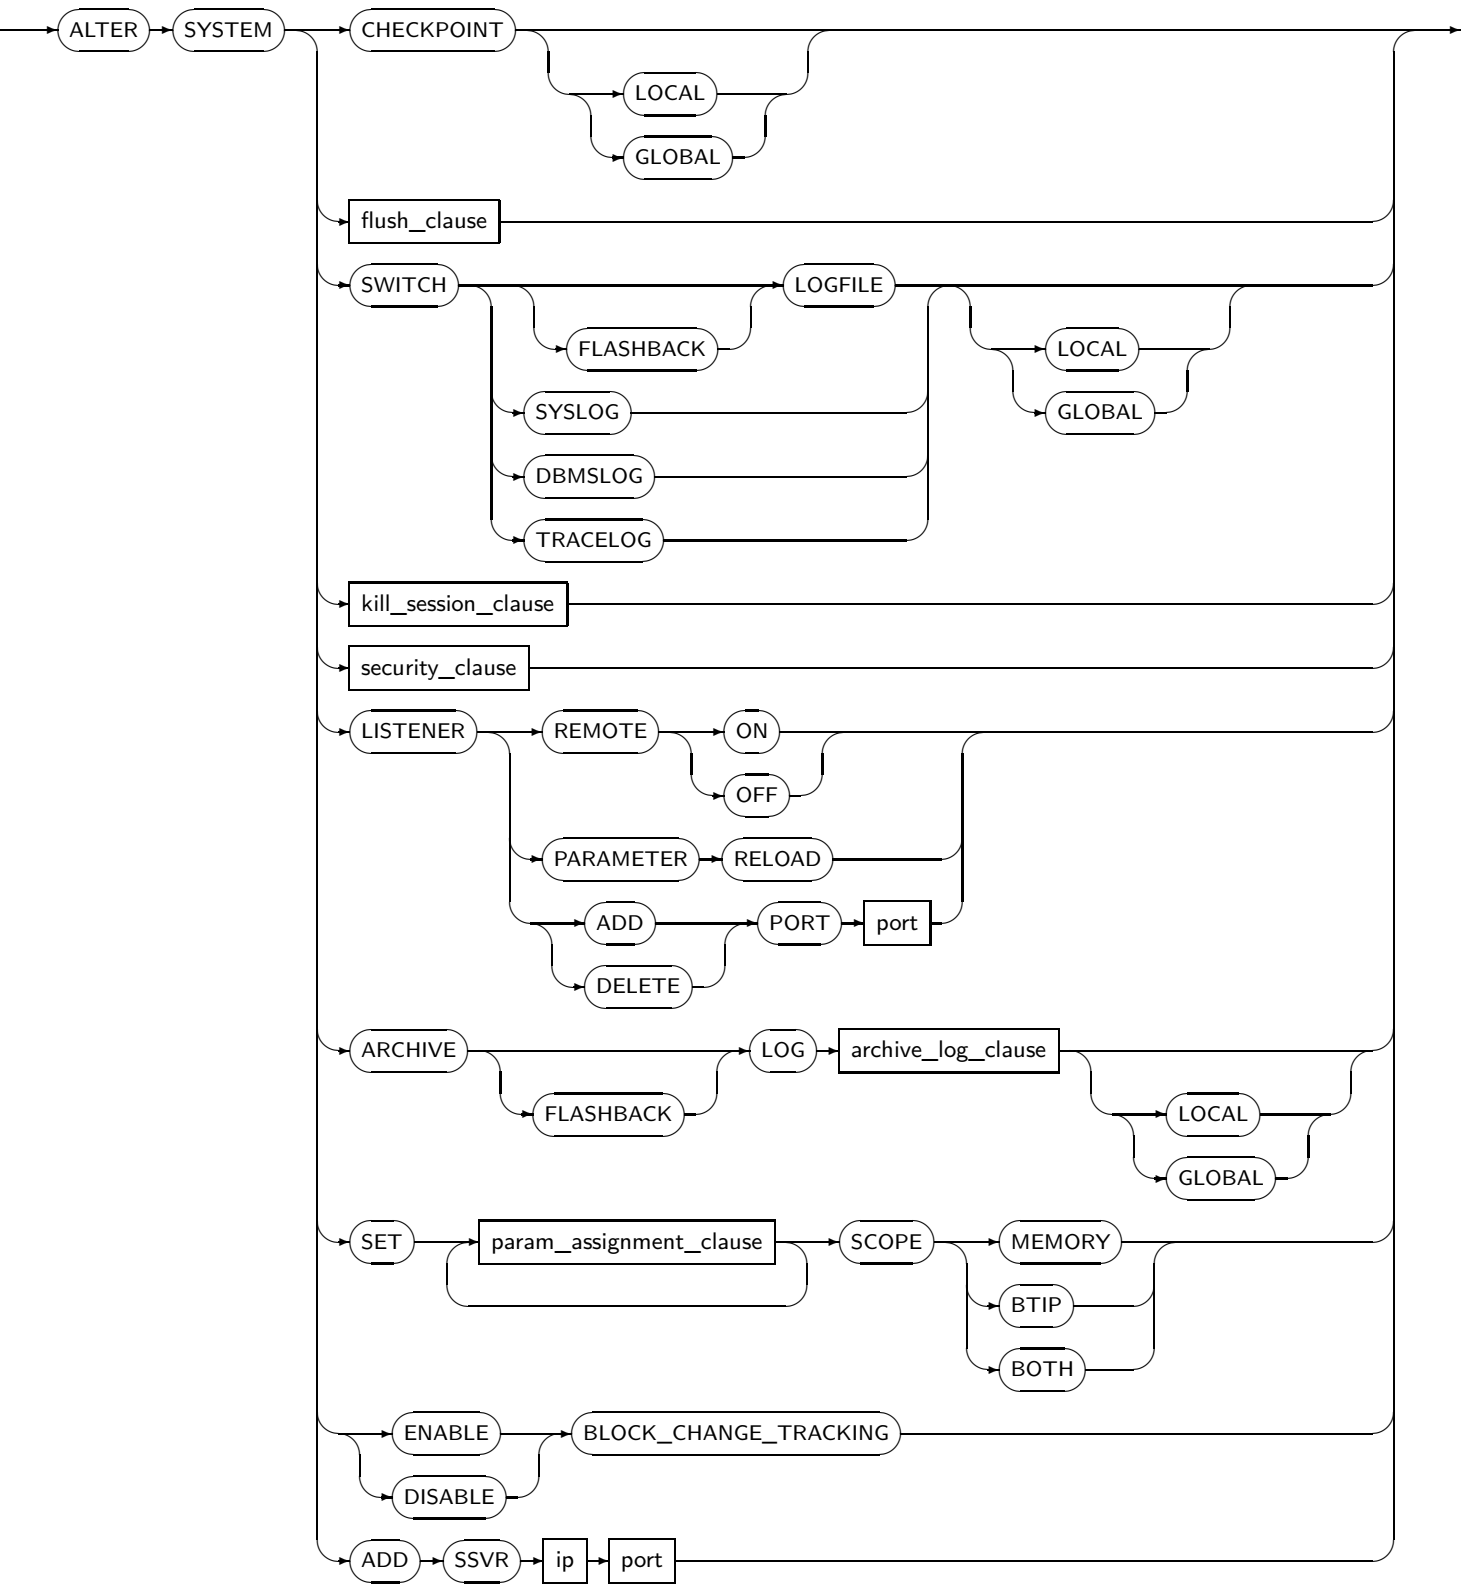 ALTER SYSTEM CHECKPOINT
LOCAL
GLOBAL
flush_clause
SWITCH LOGFILE
FLASHBACK LOCAL
SYSLOG GLOBAL
DBMSLOG
TRACELOG
kill_session_clause
security_clause
LISTENER REMOTE ON
OFF
PARAMETER RELOAD
ADD PORT port
DELETE
ARCHIVE LOG archive_log_clause
FLASHBACK LOCAL
GLOBAL
SET param_assignment_clause SCOPE MEMORY
BTIP
BOTH
ENABLE BLOCK_CHANGE_TRACKING
DISABLE
ADD SSVR ip port